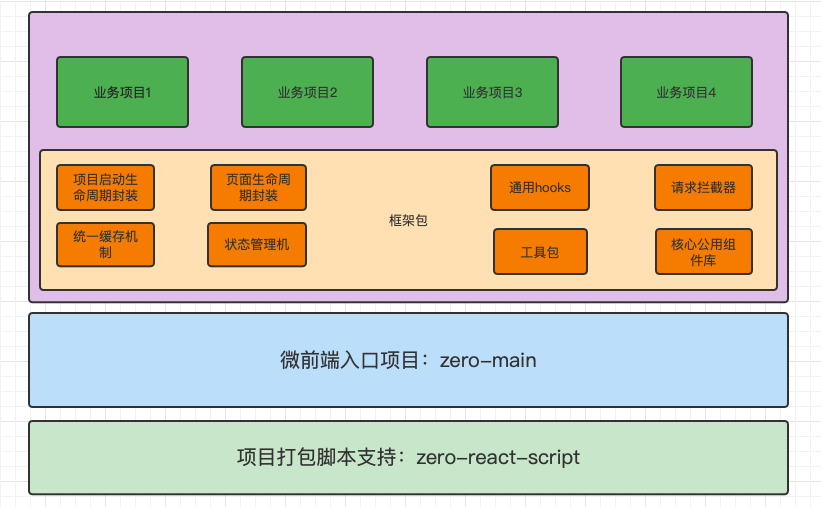 业务项目1
业务项目2
业务项目3
业务项目4
项目启动生
命周期封装
页面生命周
期封装
通用hooks
请求拦截器
框架包
统一缓存机
制
状态管理机
工具包
核心公用组
件库
微前端入口项目：zero-main
项目打包脚本支持：zero-react-script